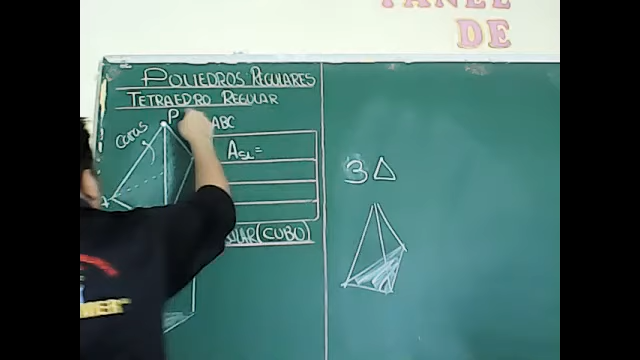 PANEL
DE
POLIEDROS REGULARES
TETRAEDRO REGULAR
P
ABC
caras
ASL =
A
(CUBO)
3 Δ